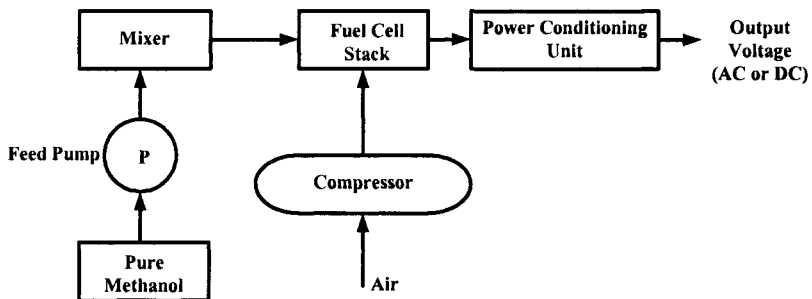 Mixer
Fuel Cell
Stack
Power Conditioning
Unit
Output
Voltage
(AC or DC)
Feed Pump
P
Compressor
Pure
Methanol
Air